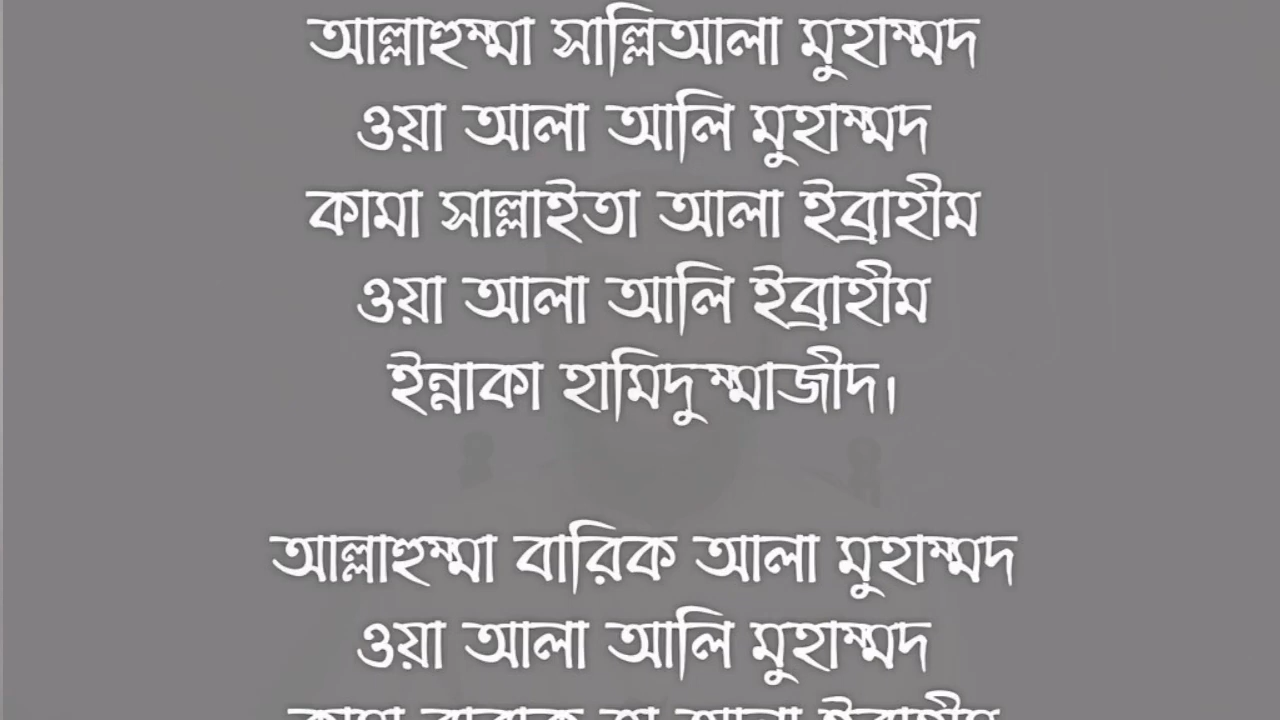 আল্লাহুম্মা সাল্লিআলা মুহাম্মদ
ওয়া আলা আলি মুহাম্মদ
কামা সাল্লাইতা আলা ইব্রাহীম
ওয়া আলা আলি ইব্রাহীম
ইন্নাকা হামিদুম্মাজীদ।
আল্লাহুম্মা বারিক আলা মুহাম্মদ
ওয়া আলা আলি মুহাম্মদ